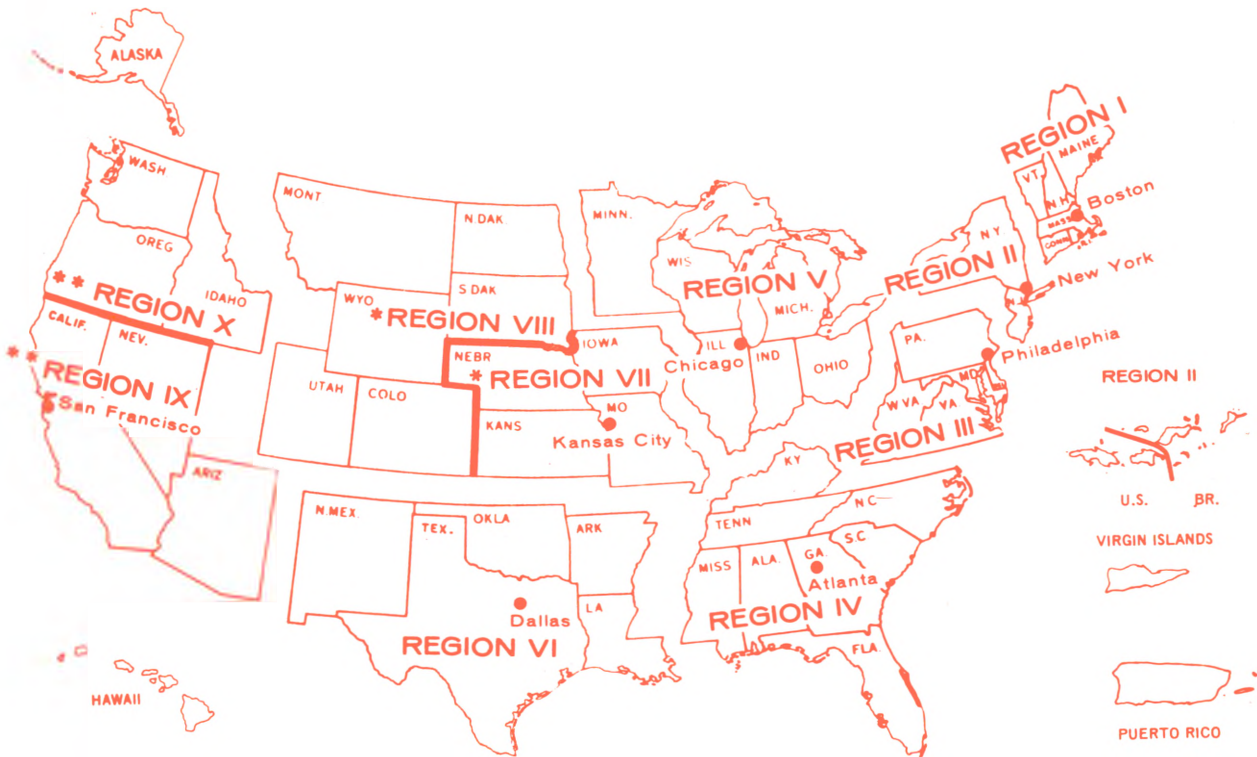 ALASKA
WASH
OREG
IDAHO
** REGION X
CALIF.
NEV.
** REGION IX
San Francisco
ARIZ
HAWAII
MONT
N DAK
S DAK
WYO
* REGION VIII
UTAH
COLO
NEBR
* REGION VII
IOWA
KANS
MO
Kansas City
N.MEX.
TEX.
OKLA
ARK
LA
Dallas
REGION VI
MINN.
WIS
REGION V
MICH.
ILL
Chicago
IND
OHIO
KY
TENN
N C
S.C
MISS
ALA.
GA.
Atlanta
REGION IV
FLA.
REGION I
MAINE
VT.
N.H.
MASS
CONN
Boston
N Y
REGION II
New York
N.J.
PA.
Philadelphia
MD
W VA
VA
REGION III
REGION II
U.S. BR.
VIRGIN ISLANDS
PUERTO RICO